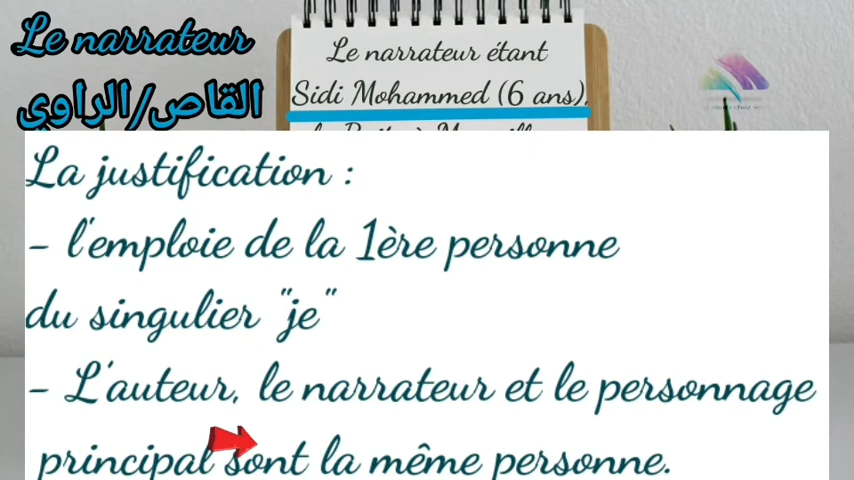 Le narrateur
القاص/الراوي
Le narrateur étant
Sidi Mohammed (6 ans),
La justification :
- l'emploie de la 1ère personne
du singulier "je"
- L'auteur, le narrateur et le personnage
principal sont la même personne.